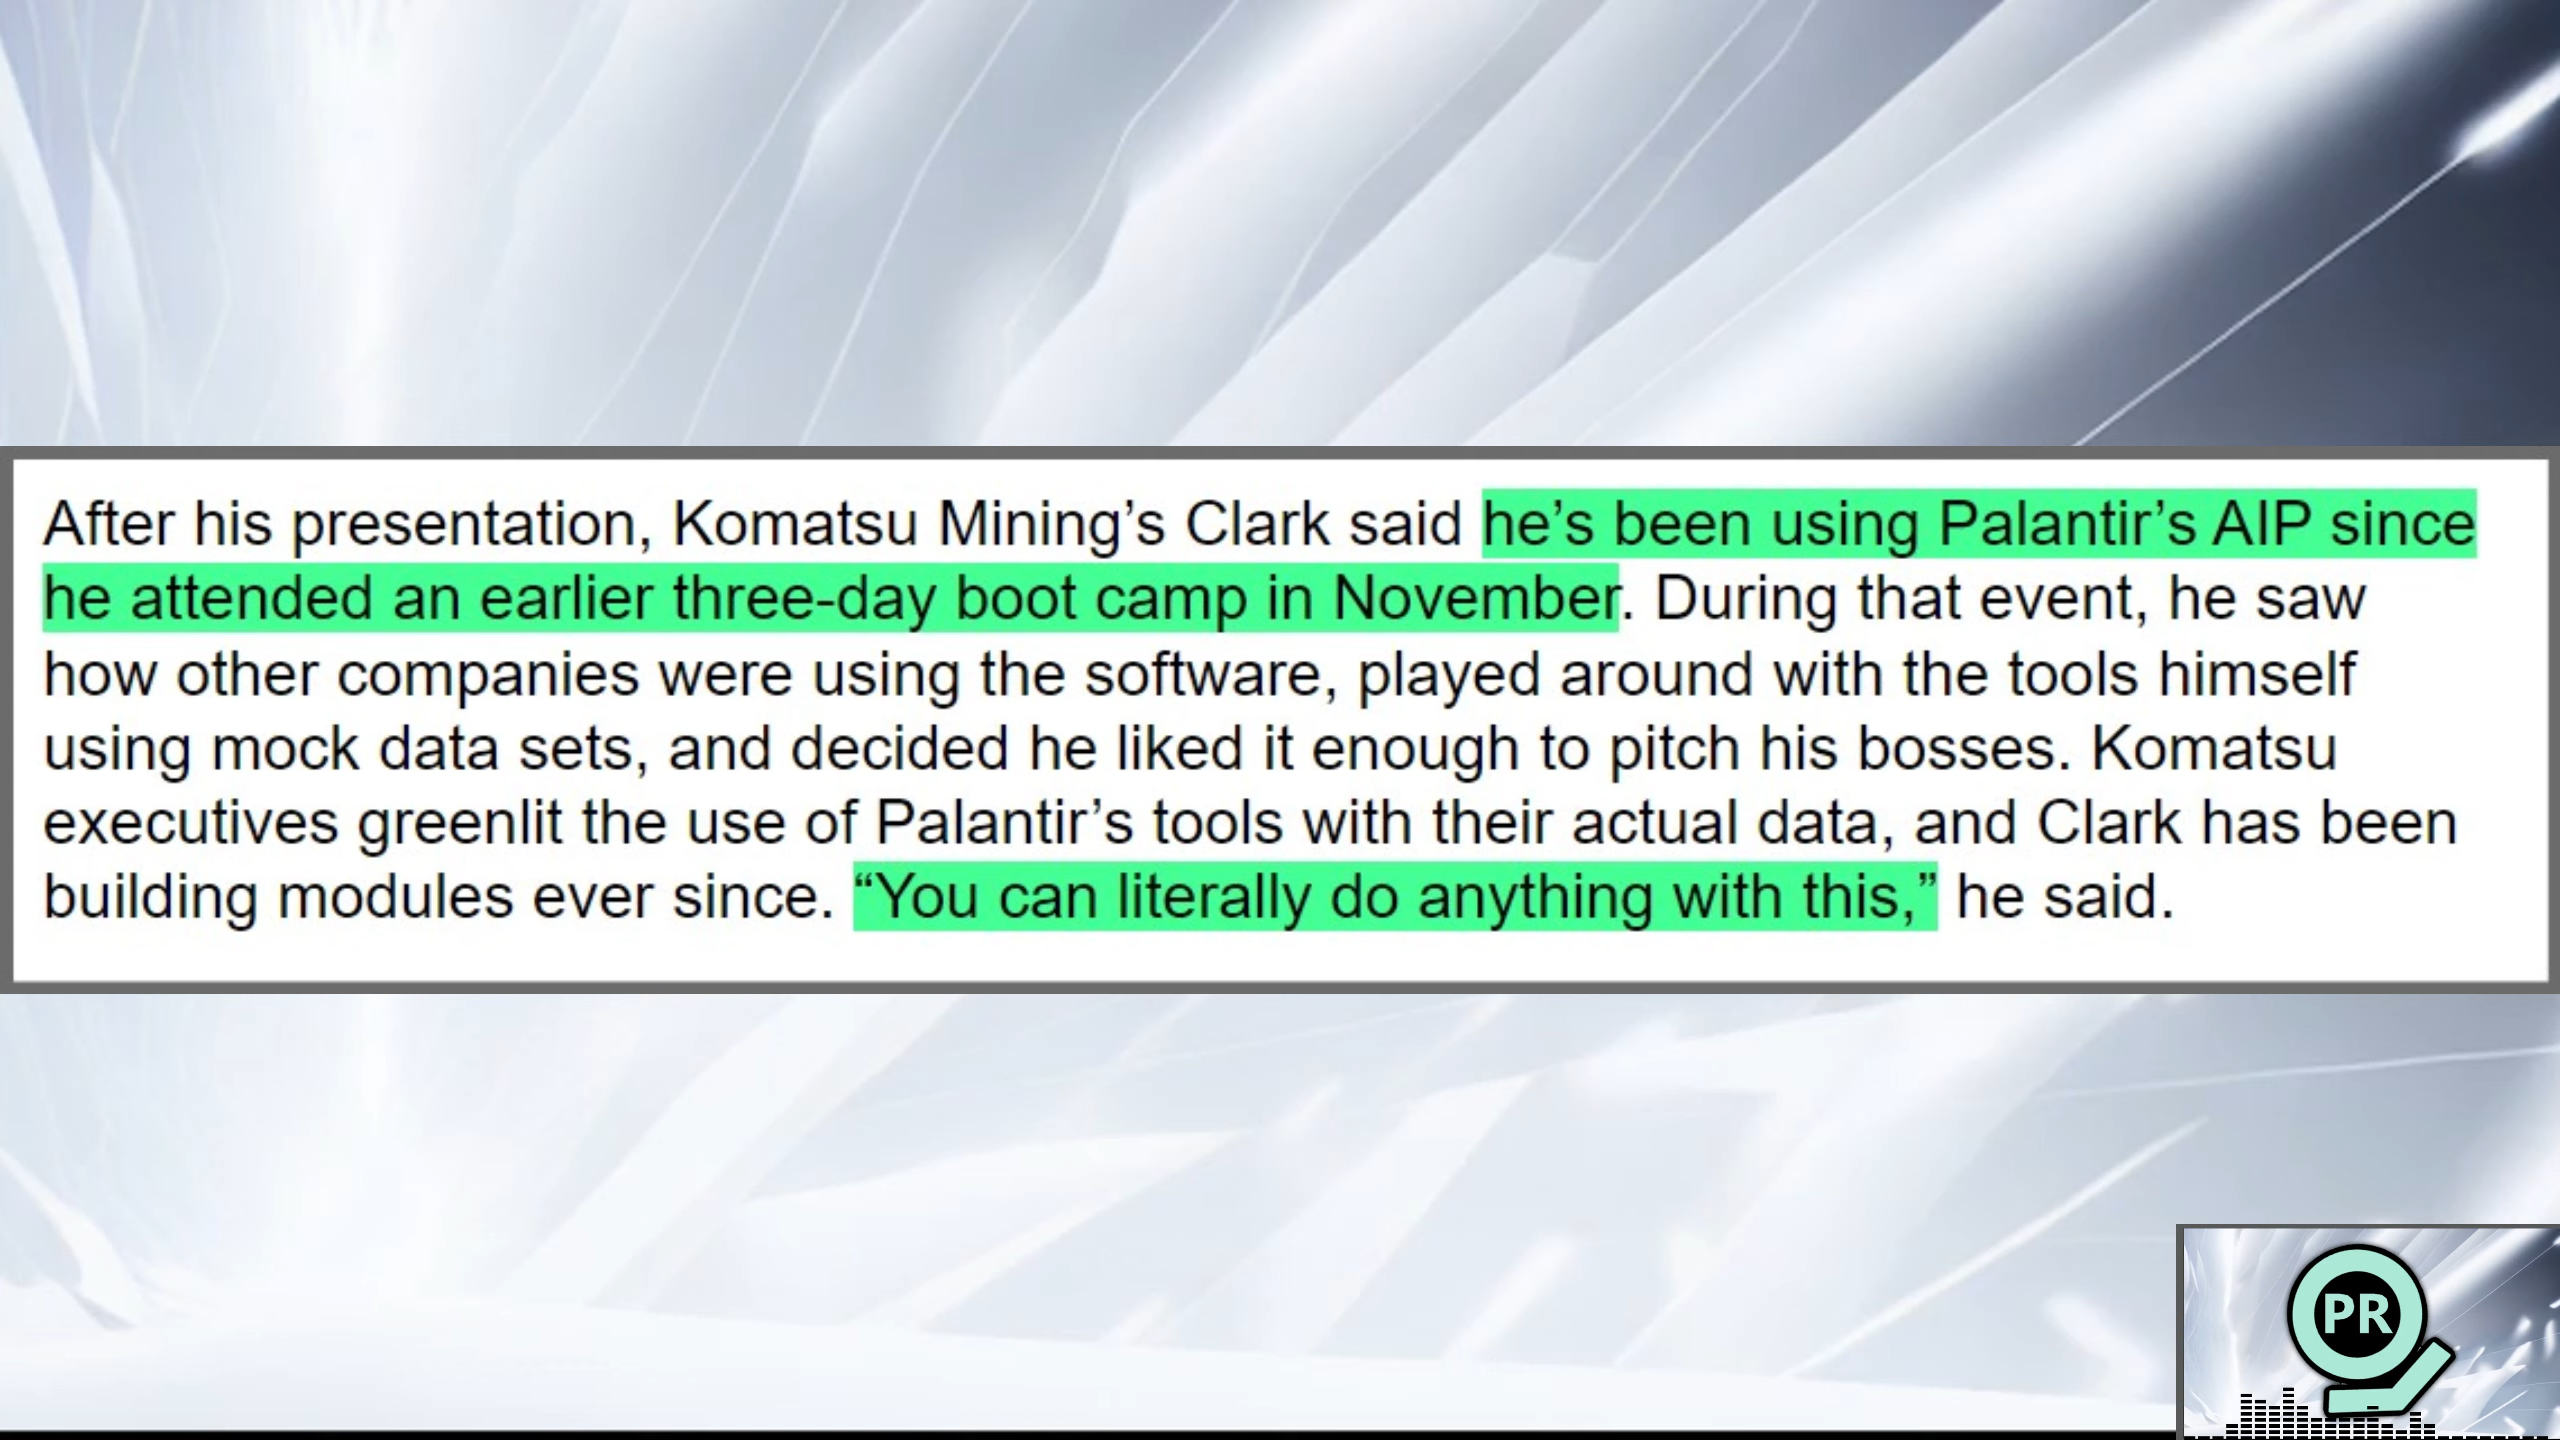 After his presentation, Komatsu Mining’s Clark said he’s been using Palantir’s AIP since
he attended an earlier three-day boot camp in November. During that event, he saw
how other companies were using the software, played around with the tools himself
using mock data sets, and decided he liked it enough to pitch his bosses. Komatsu
executives greenlit the use of Palantir’s tools with their actual data, and Clark has been
building modules ever since. “You can literally do anything with this,” he said.
PR